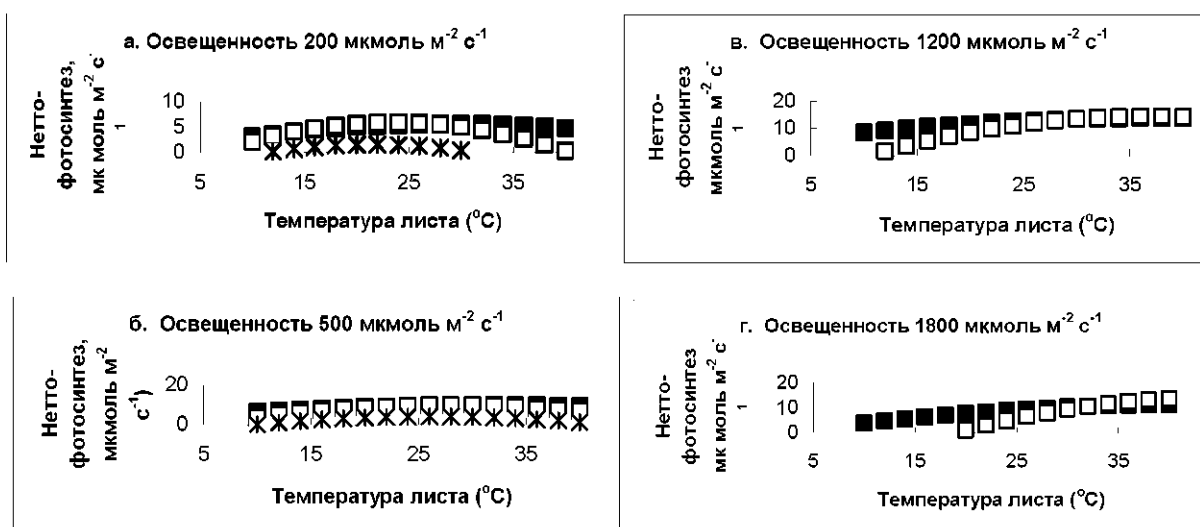 а. Освещенность 200 мкмоль м⁻² с⁻¹
Нетто-
фотосинтез,
мк моль м⁻² с⁻
1
10
5
0
5 15 25 35
Температура листа (°С)
в. Освещенность 1200 мкмоль м⁻² с⁻¹
Нетто-
фотосинтез
мкмоль м⁻² с⁻
1
20
10
0
5 15 25 35
Температура листа (°С)
б. Освещенность 500 мкмоль м⁻² с⁻¹
Нетто-
фотосинтез,
мкмоль м⁻²
с⁻¹)
20
0
5 15 25 35
Температура листа (°С)
г. Освещенность 1800 мкмоль м⁻² с⁻¹
Нетто-
фотосинтез
мк моль м⁻² с⁻
1
20
10
0
5 15 25 35
Температура листа (°С)